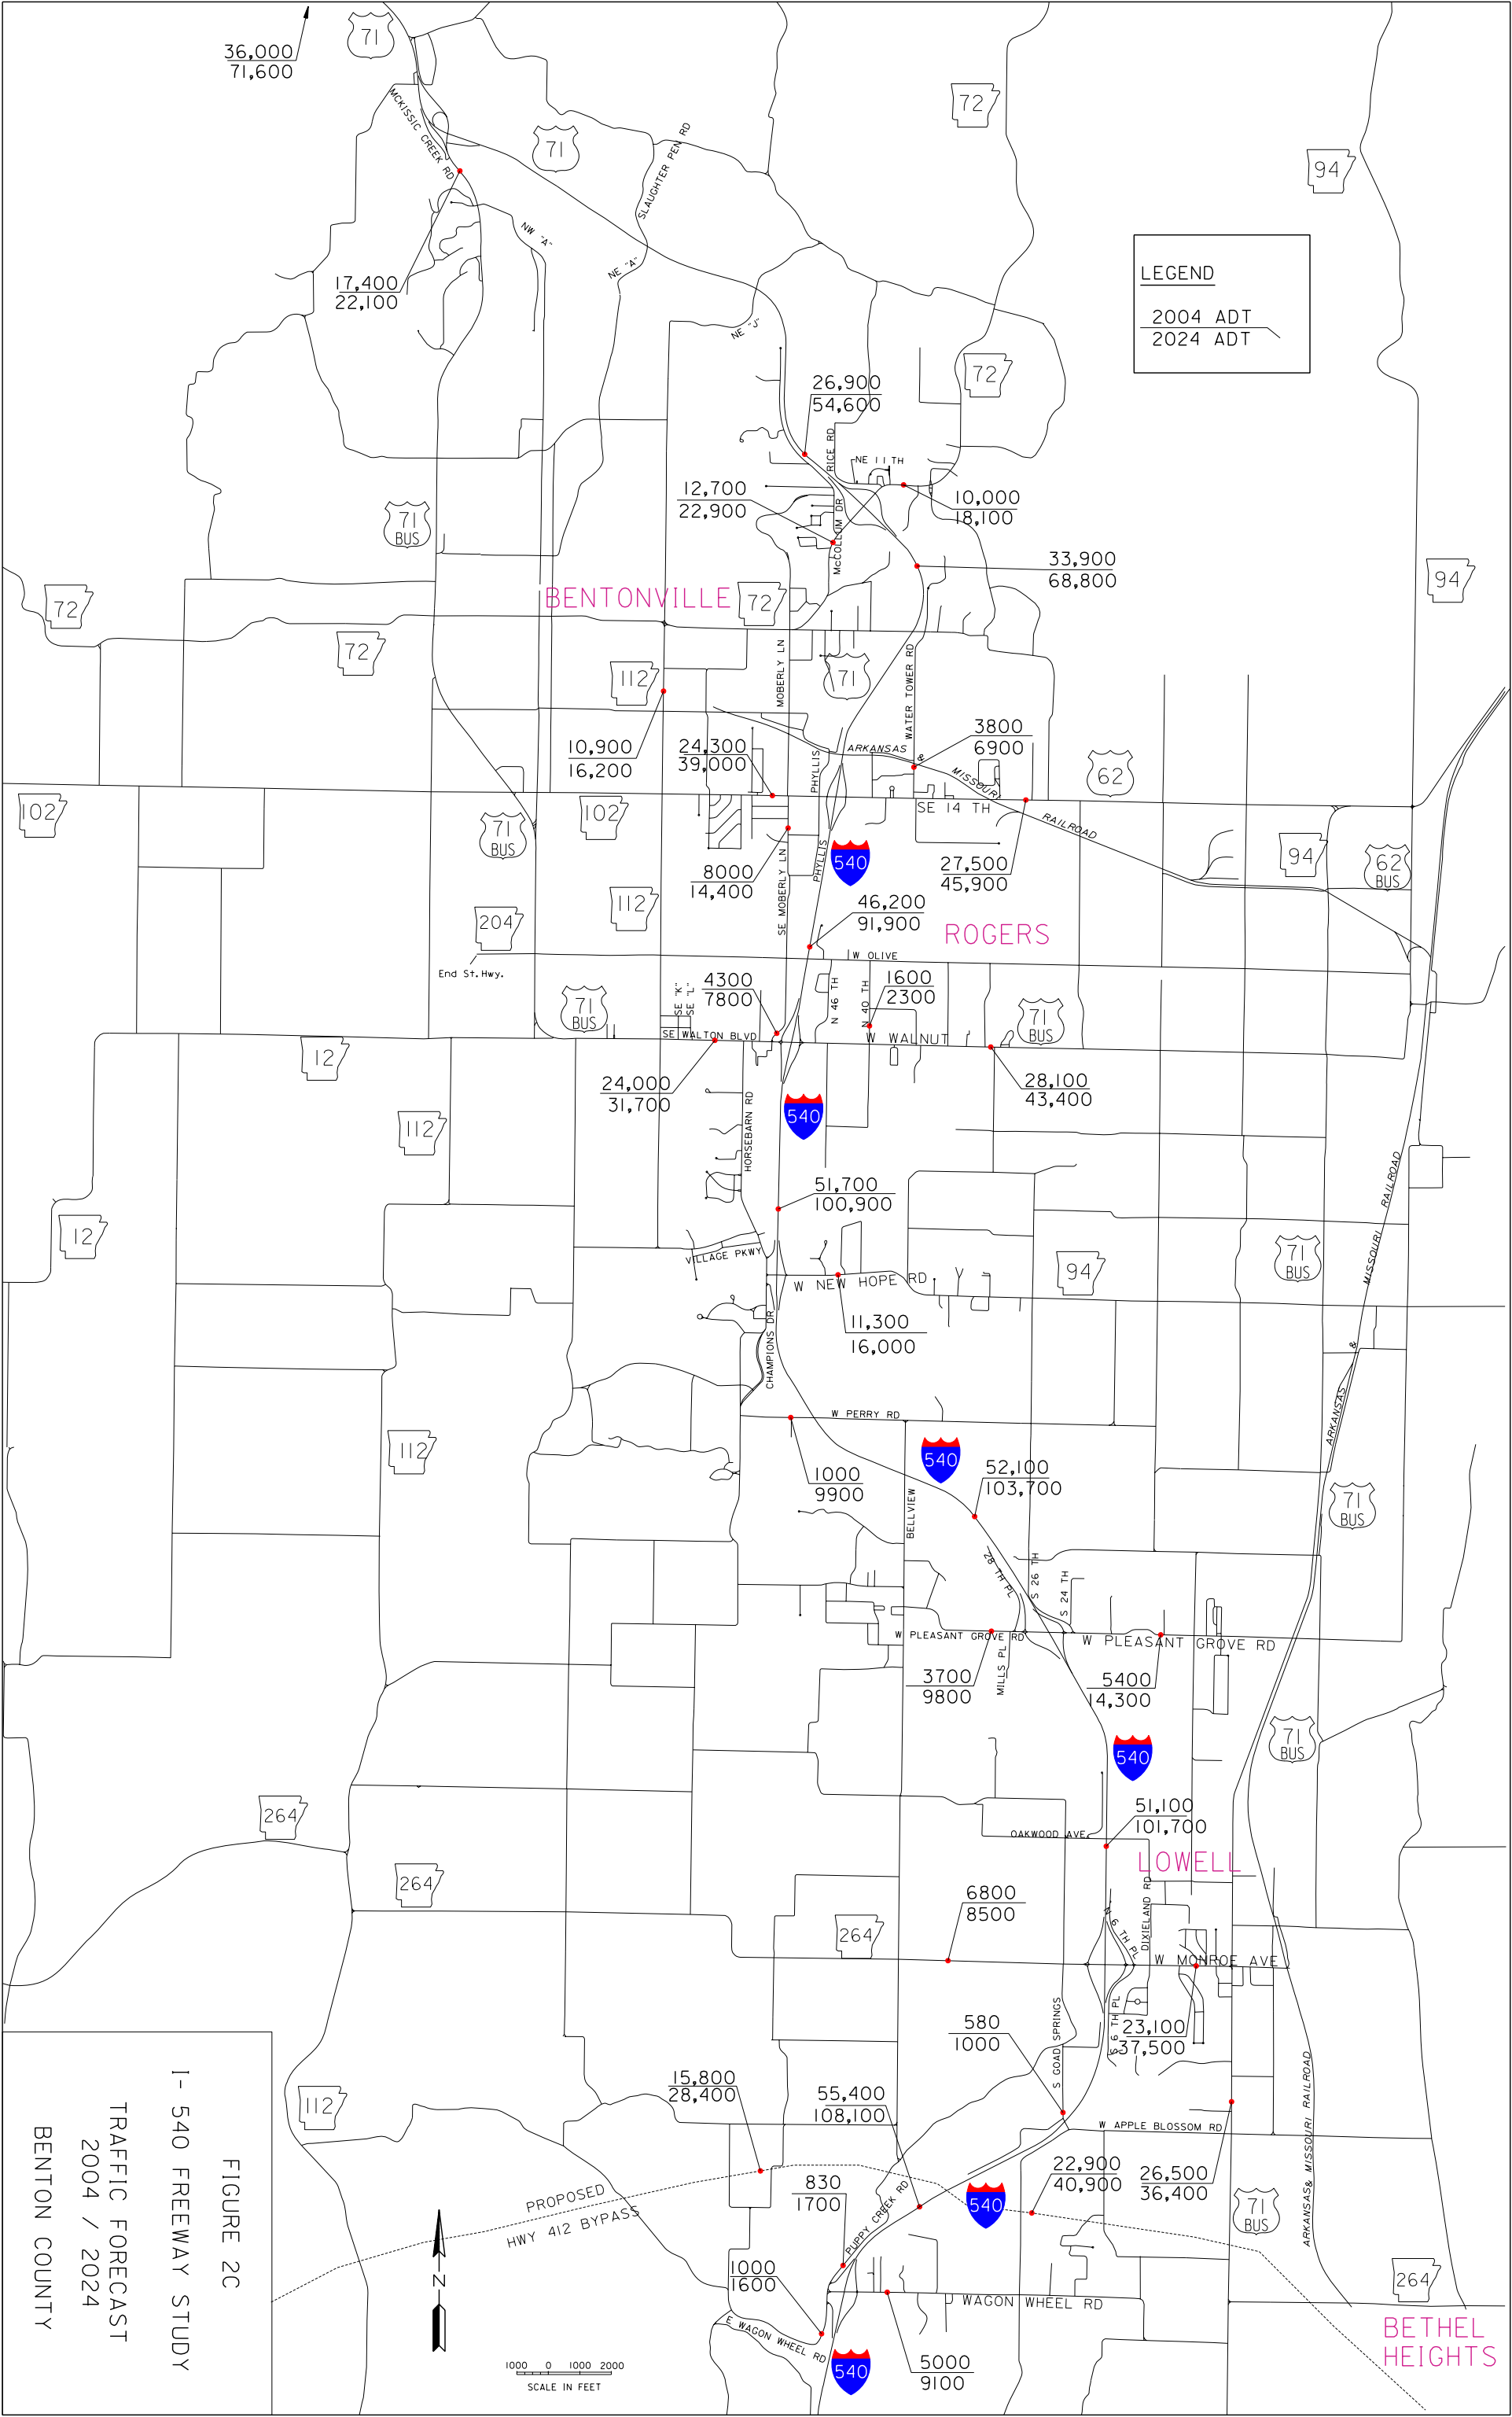 36,000
71,600
71
MCKISSIC CREEK RD
71
SLAUGHTER PEN RD
72
94
NW "A"
NE "A"
17,400
22,100
LEGEND
2004 ADT
2024 ADT
NE "J"
72
26,900
54,600
RICE RD
NE 11 TH
12,700
22,900
10,000
18,100
McCOLLUM DR
71
BUS
33,900
68,800
94
72
BENTONVILLE
72
72
112
MOBERLY LN
71
WATER TOWER RD
10,900
16,200
24,300
39,000
PHYLLIS
ARKANSAS & MISSOURI RAILROAD
3800
6900
62
102
102
71
BUS
SE 14 TH
94
62
BUS
540
8000
14,400
SE MOBERLY LN
PHYLLIS
27,500
45,900
112
204
46,200
91,900
ROGERS
End St. Hwy.
W OLIVE
4300
7800
1600
2300
SE "K"
SE "L"
N 46 TH
N 40 TH
71
BUS
71
BUS
SE WALTON BLVD
W WALNUT
12
24,000
31,700
28,100
43,400
540
112
HORSEBARN RD
12
51,700
100,900
MISSOURI RAILROAD
VILLAGE PKWY
W NEW HOPE RD
94
71
BUS
11,300
16,000
CHAMPIONS DR
ARKANSAS &
W PERRY RD
112
540
1000
9900
52,100
103,700
71
BUS
BELLVIEW
28 TH PL
S 26 TH
S 24 TH
W PLEASANT GROVE RD
W PLEASANT GROVE RD
MILLS PL
3700
9800
5400
14,300
540
71
BUS
264
51,100
101,700
OAKWOOD AVE
LOWELL
264
6800
8500
264
N 6 TH PL
DIXIELAND RD
W MONROE AVE
580
1000
S GOAD SPRINGS
S 6 TH PL
23,100
37,500
ARKANSAS & MISSOURI RAILROAD
112
15,800
28,400
55,400
108,100
W APPLE BLOSSOM RD
830
1700
22,900
40,900
26,500
36,400
PROPOSED
HWY 412 BYPASS
PUPPY CREEK RD
540
71
BUS
1000
1600
WAGON WHEEL RD
264
E WAGON WHEEL RD
540
5000
9100
BETHEL
HEIGHTS
N
1000 0 1000 2000
SCALE IN FEET
FIGURE 2C
I- 540 FREEWAY STUDY
TRAFFIC FORECAST
2004 / 2024
BENTON COUNTY